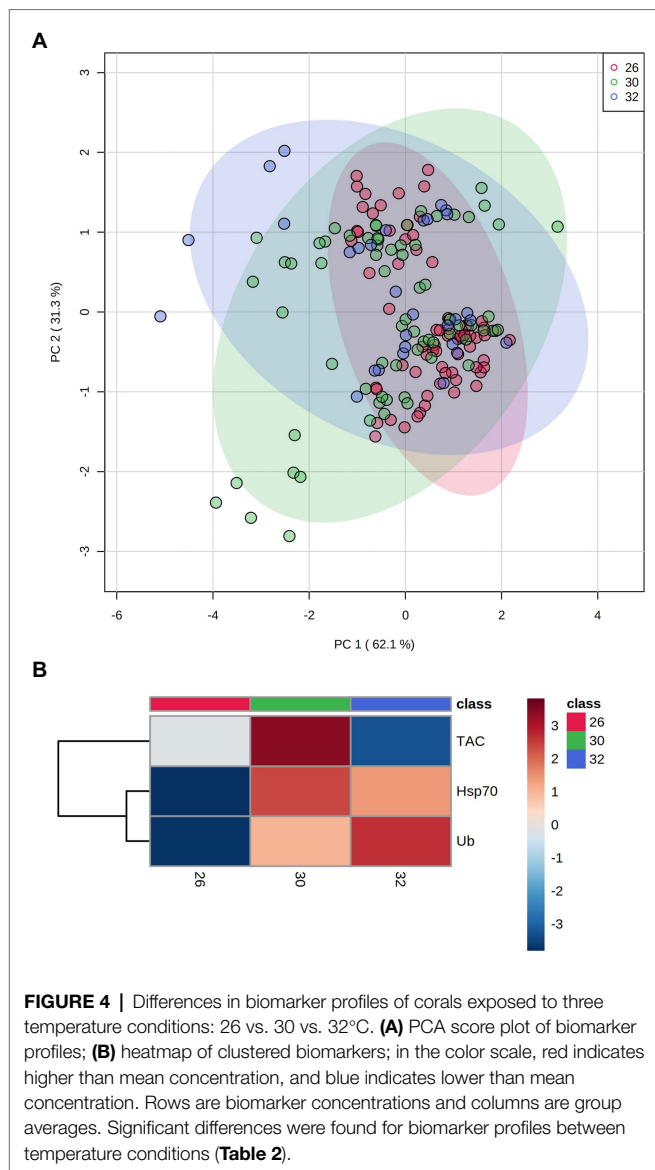 A
3
2
1
0
-1
-2
-3
PC 2 ( 31.3 %)
26
30
32
-6
-4
-2
0
2
4
PC 1 ( 62.1 %)
B
class
TAC
Hsp70
Ub
26
30
32
3
2
1
0
-1
-2
-3
class
26
30
32
FIGURE 4 | Differences in biomarker profiles of corals exposed to three
temperature conditions: 26 vs. 30 vs. 32°C. (A) PCA score plot of biomarker
profiles; (B) heatmap of clustered biomarkers; in the color scale, red indicates
higher than mean concentration, and blue indicates lower than mean
concentration. Rows are biomarker concentrations and columns are group
averages. Significant differences were found for biomarker profiles between
temperature conditions (Table 2).